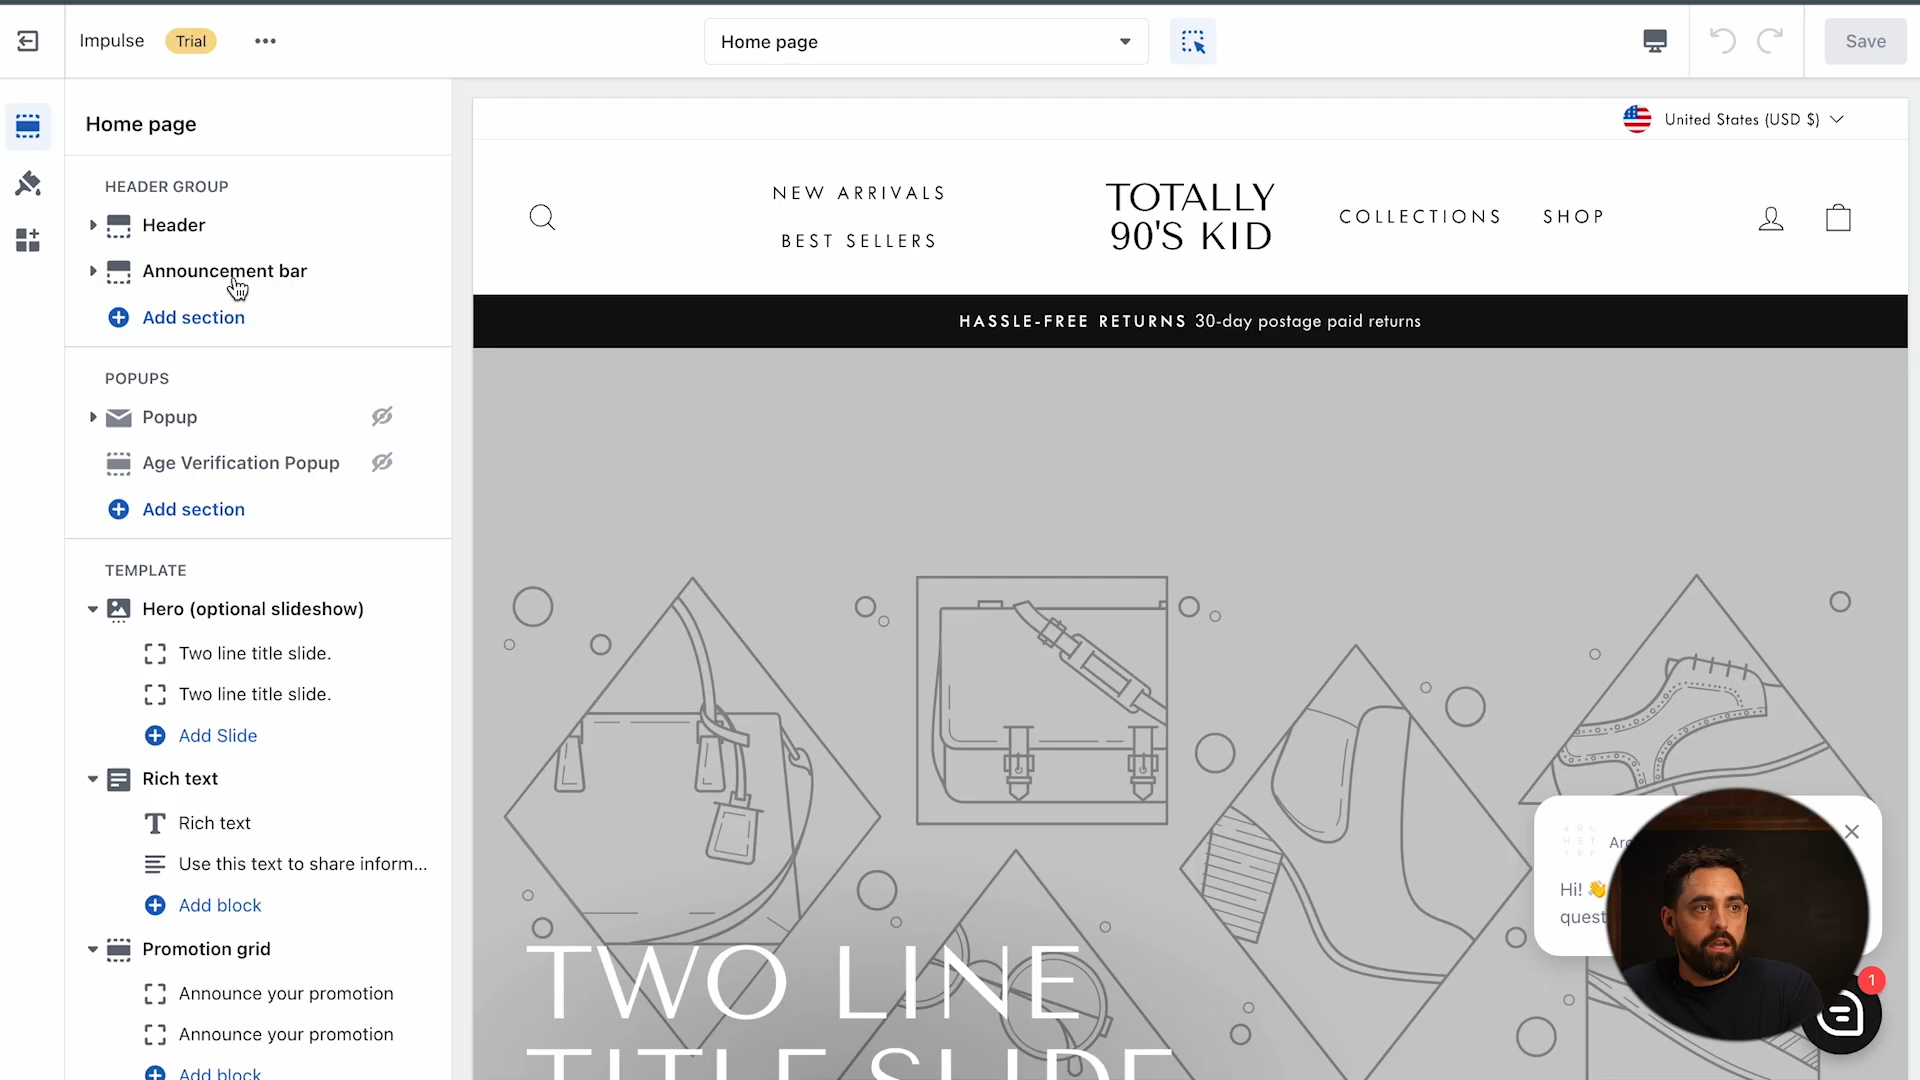 Impulse
Trial
Home page
Save
Home page
HEADER GROUP
Header
Announcement bar
Add section
POPUPS
Popup
Age Verification Popup
Add section
TEMPLATE
Hero (optional slideshow)
Two line title slide.
Two line title slide.
Add Slide
Rich text
Rich text
Use this text to share inform...
Add block
Promotion grid
Announce your promotion
Announce your promotion
Add block
United States (USD $)
NEW ARRIVALS
BEST SELLERS
TOTALLY
90'S KID
COLLECTIONS
SHOP
HASSLE-FREE RETURNS 30-day postage paid returns
TWO LINE
TITLE SLIDE
Hi! 👋
1